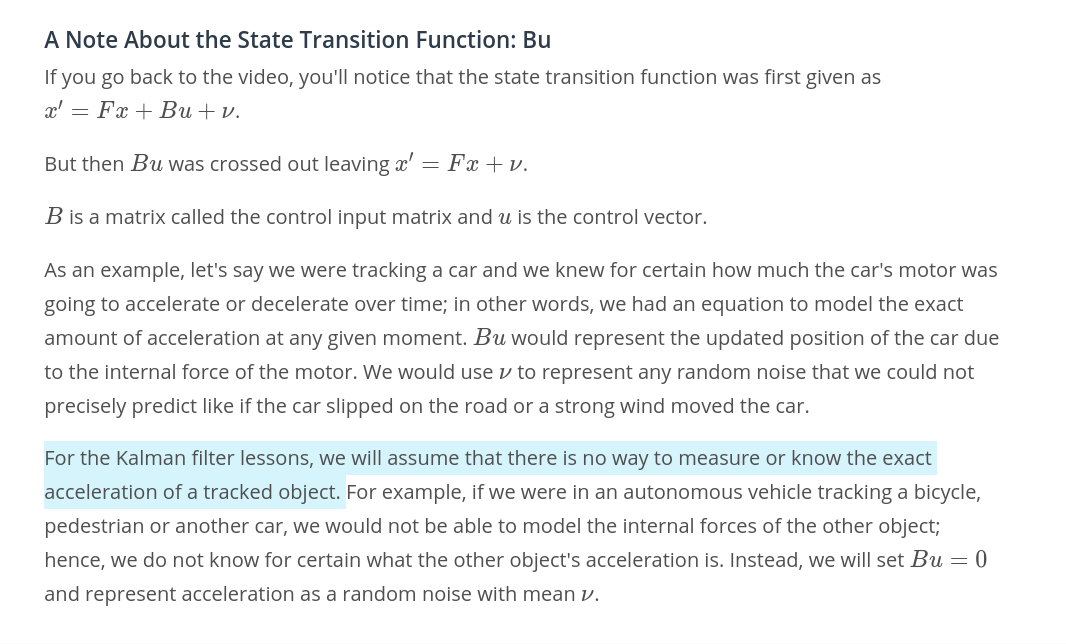 A Note About the State Transition Function: Bu
If you go back to the video, you'll notice that the state transition function was first given as
x′ = Fx + Bu + ν.
But then Bu was crossed out leaving x′ = Fx + ν.
B is a matrix called the control input matrix and u is the control vector.
As an example, let's say we were tracking a car and we knew for certain how much the car's motor was
going to accelerate or decelerate over time; in other words, we had an equation to model the exact
amount of acceleration at any given moment. Bu would represent the updated position of the car due
to the internal force of the motor. We would use ν to represent any random noise that we could not
precisely predict like if the car slipped on the road or a strong wind moved the car.
For the Kalman filter lessons, we will assume that there is no way to measure or know the exact
acceleration of a tracked object. For example, if we were in an autonomous vehicle tracking a bicycle,
pedestrian or another car, we would not be able to model the internal forces of the other object;
hence, we do not know for certain what the other object's acceleration is. Instead, we will set Bu = 0
and represent acceleration as a random noise with mean ν.